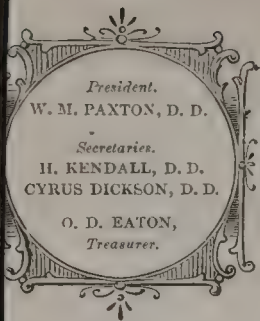 President.
W. M. PAXTON, D. D.
Secretaries.
H. KENDALL, D. D.
CYRUS DICKSON, D. D.
O. D. EATON,
Treasurer.